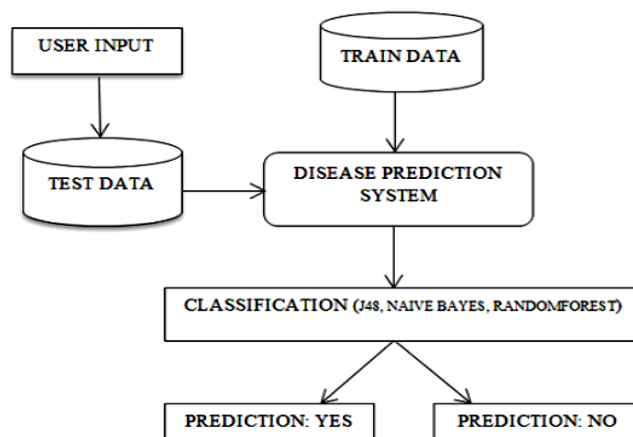 USER INPUT
TRAIN DATA
TEST DATA
DISEASE PREDICTION
SYSTEM
CLASSIFICATION (J48, NAIVE BAYES, RANDOMFOREST)
PREDICTION: YES
PREDICTION: NO